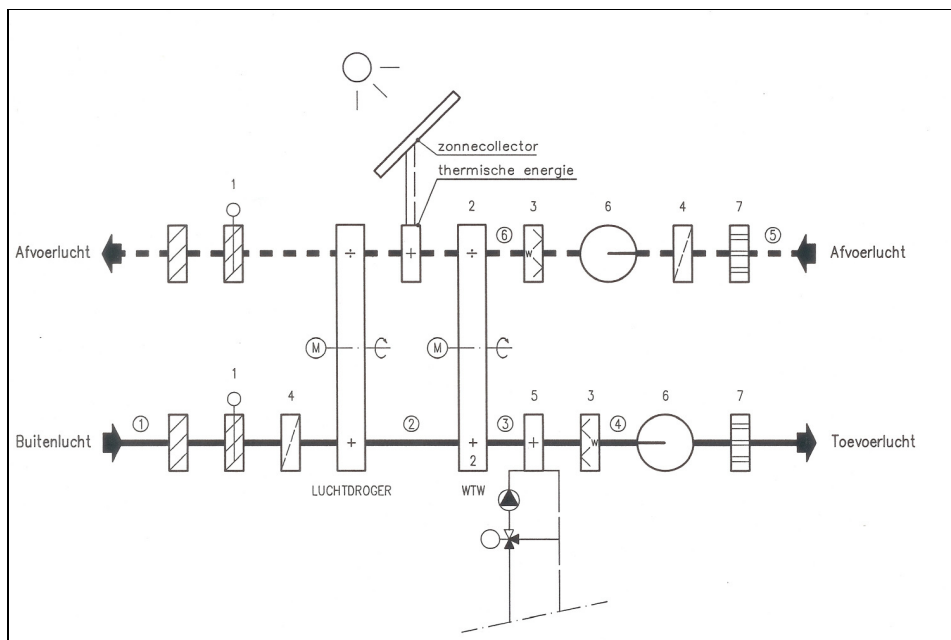 zonnecollector
thermische energie
1
2
⑥
3
6
4
7
⑤
Afvoerlucht
÷
+
÷
w
Afvoerlucht
M
M
1
4
5
3
6
7
①
②
③
④
Buitenlucht
+
+
+
w
Toevoerlucht
2
LUCHTDROGER
WTW